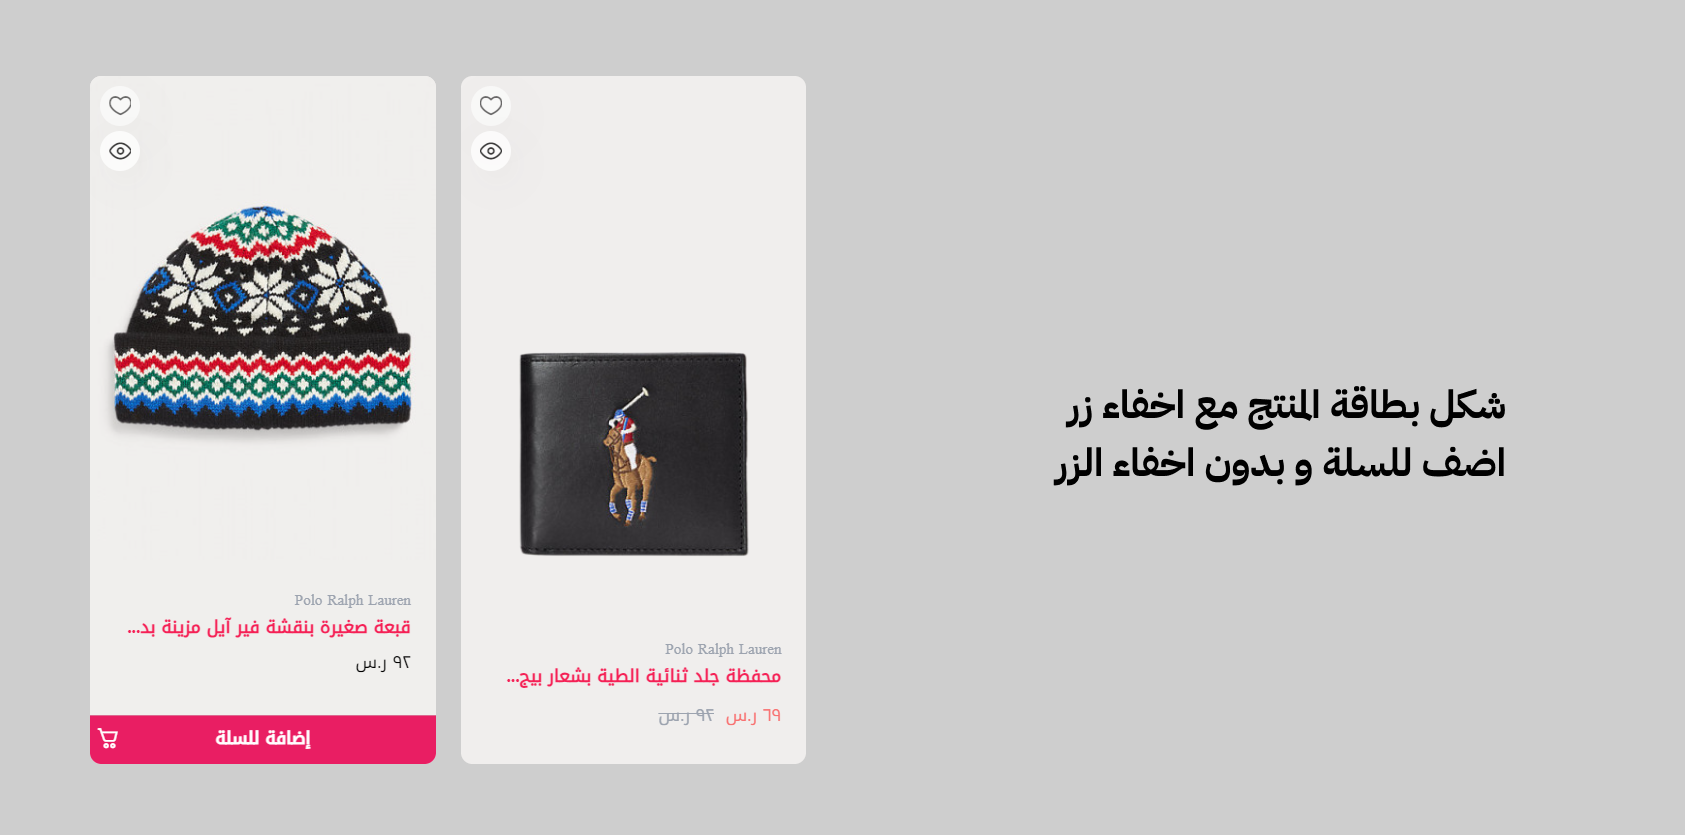 شكل بطاقة المنتج مع اخفاء زر
اضف للسلة و بدون اخفاء الزر
Polo Ralph Lauren
محفظة جلد ثنائية الطية بشعار بيج...
٦٩ ر.س ٩٢ ر.س
Polo Ralph Lauren
قبعة صغيرة بنقشة فير آيل مزينة بد...
٩٢ ر.س
إضافة للسلة